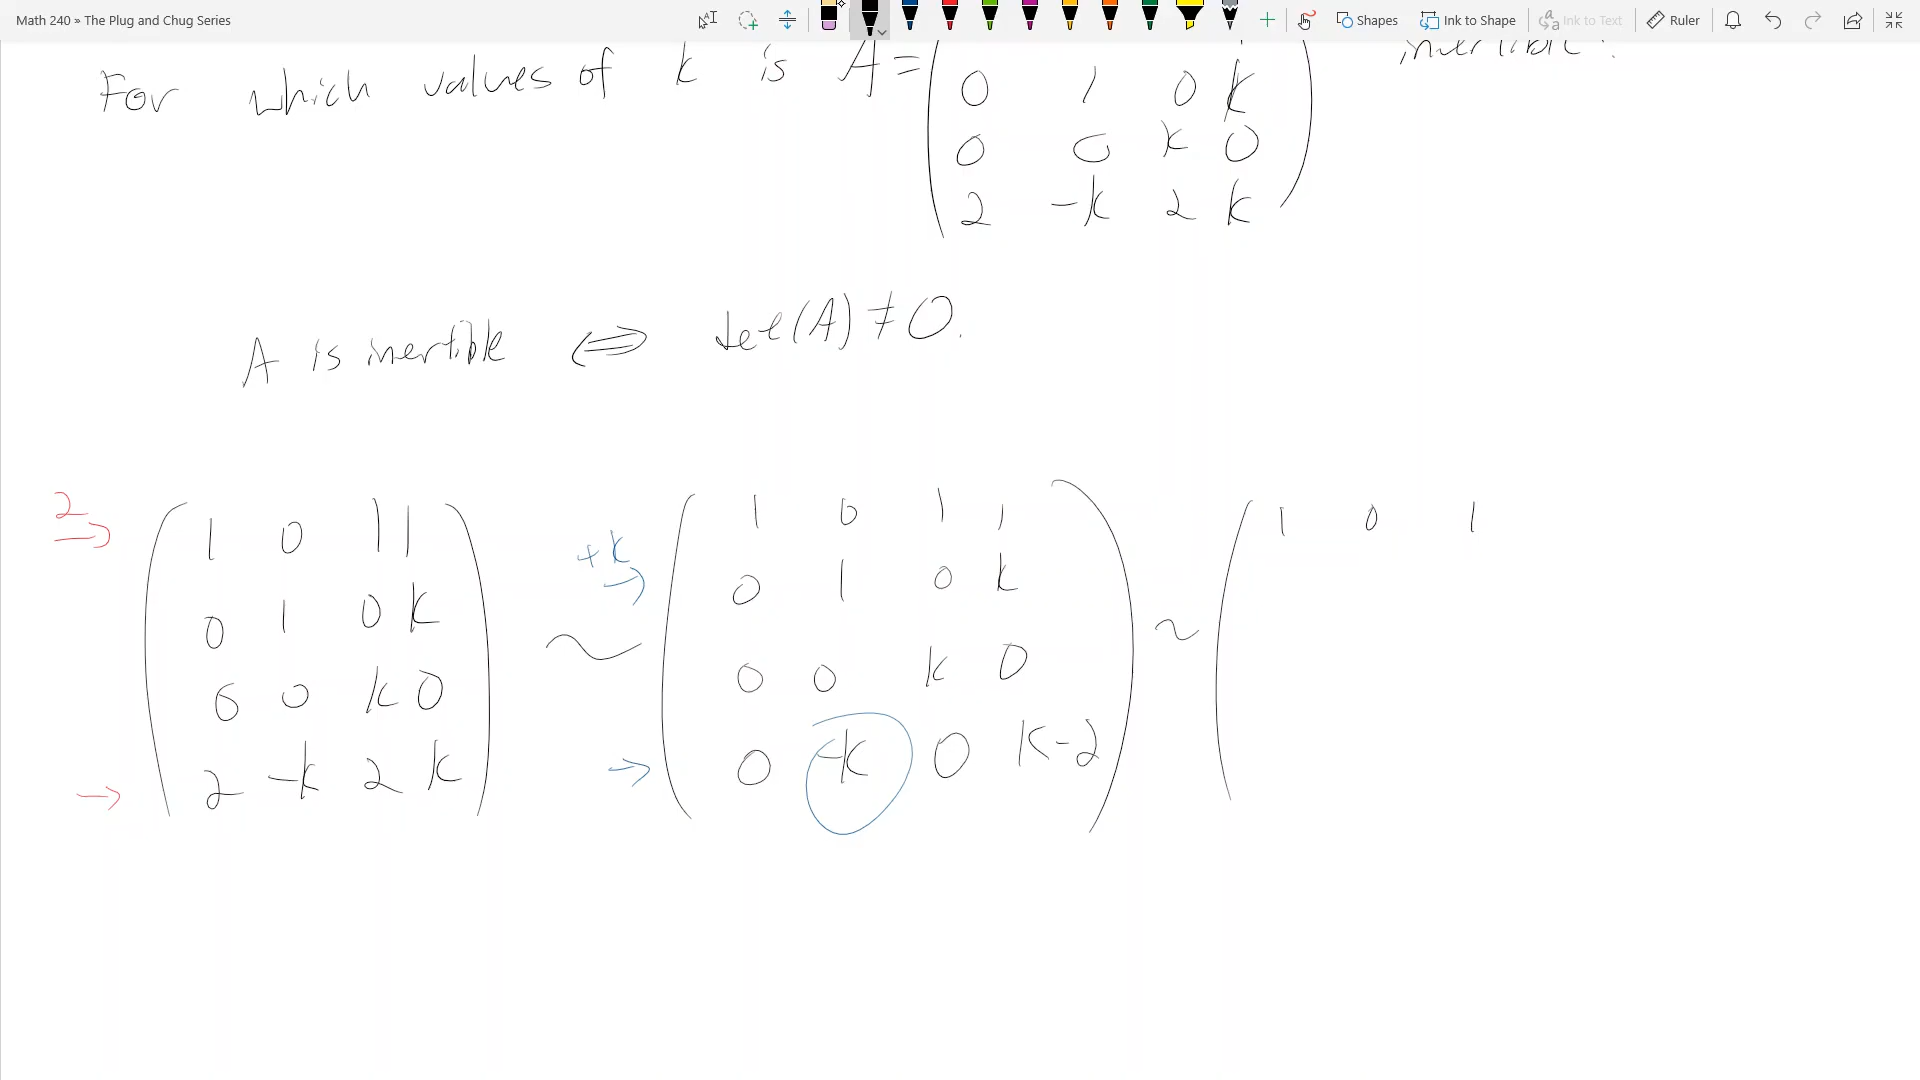 Math 240 » The Plug and Chug Series
Shapes Ink to Shape Ink to Text Ruler
For which values of k is A = invertible?
0 1 0 k
0 0 k 0
2 -k 2 k
A is invertible ⇔ det(A) ≠ 0.
2 → 1 0 1 1
0 1 0 k
0 0 k 0
→ 2 -k 2 k
~
1 0 1 1
+k → 0 1 0 k
0 0 k 0
→ 0 -k 0 k-2
~
1 0 1